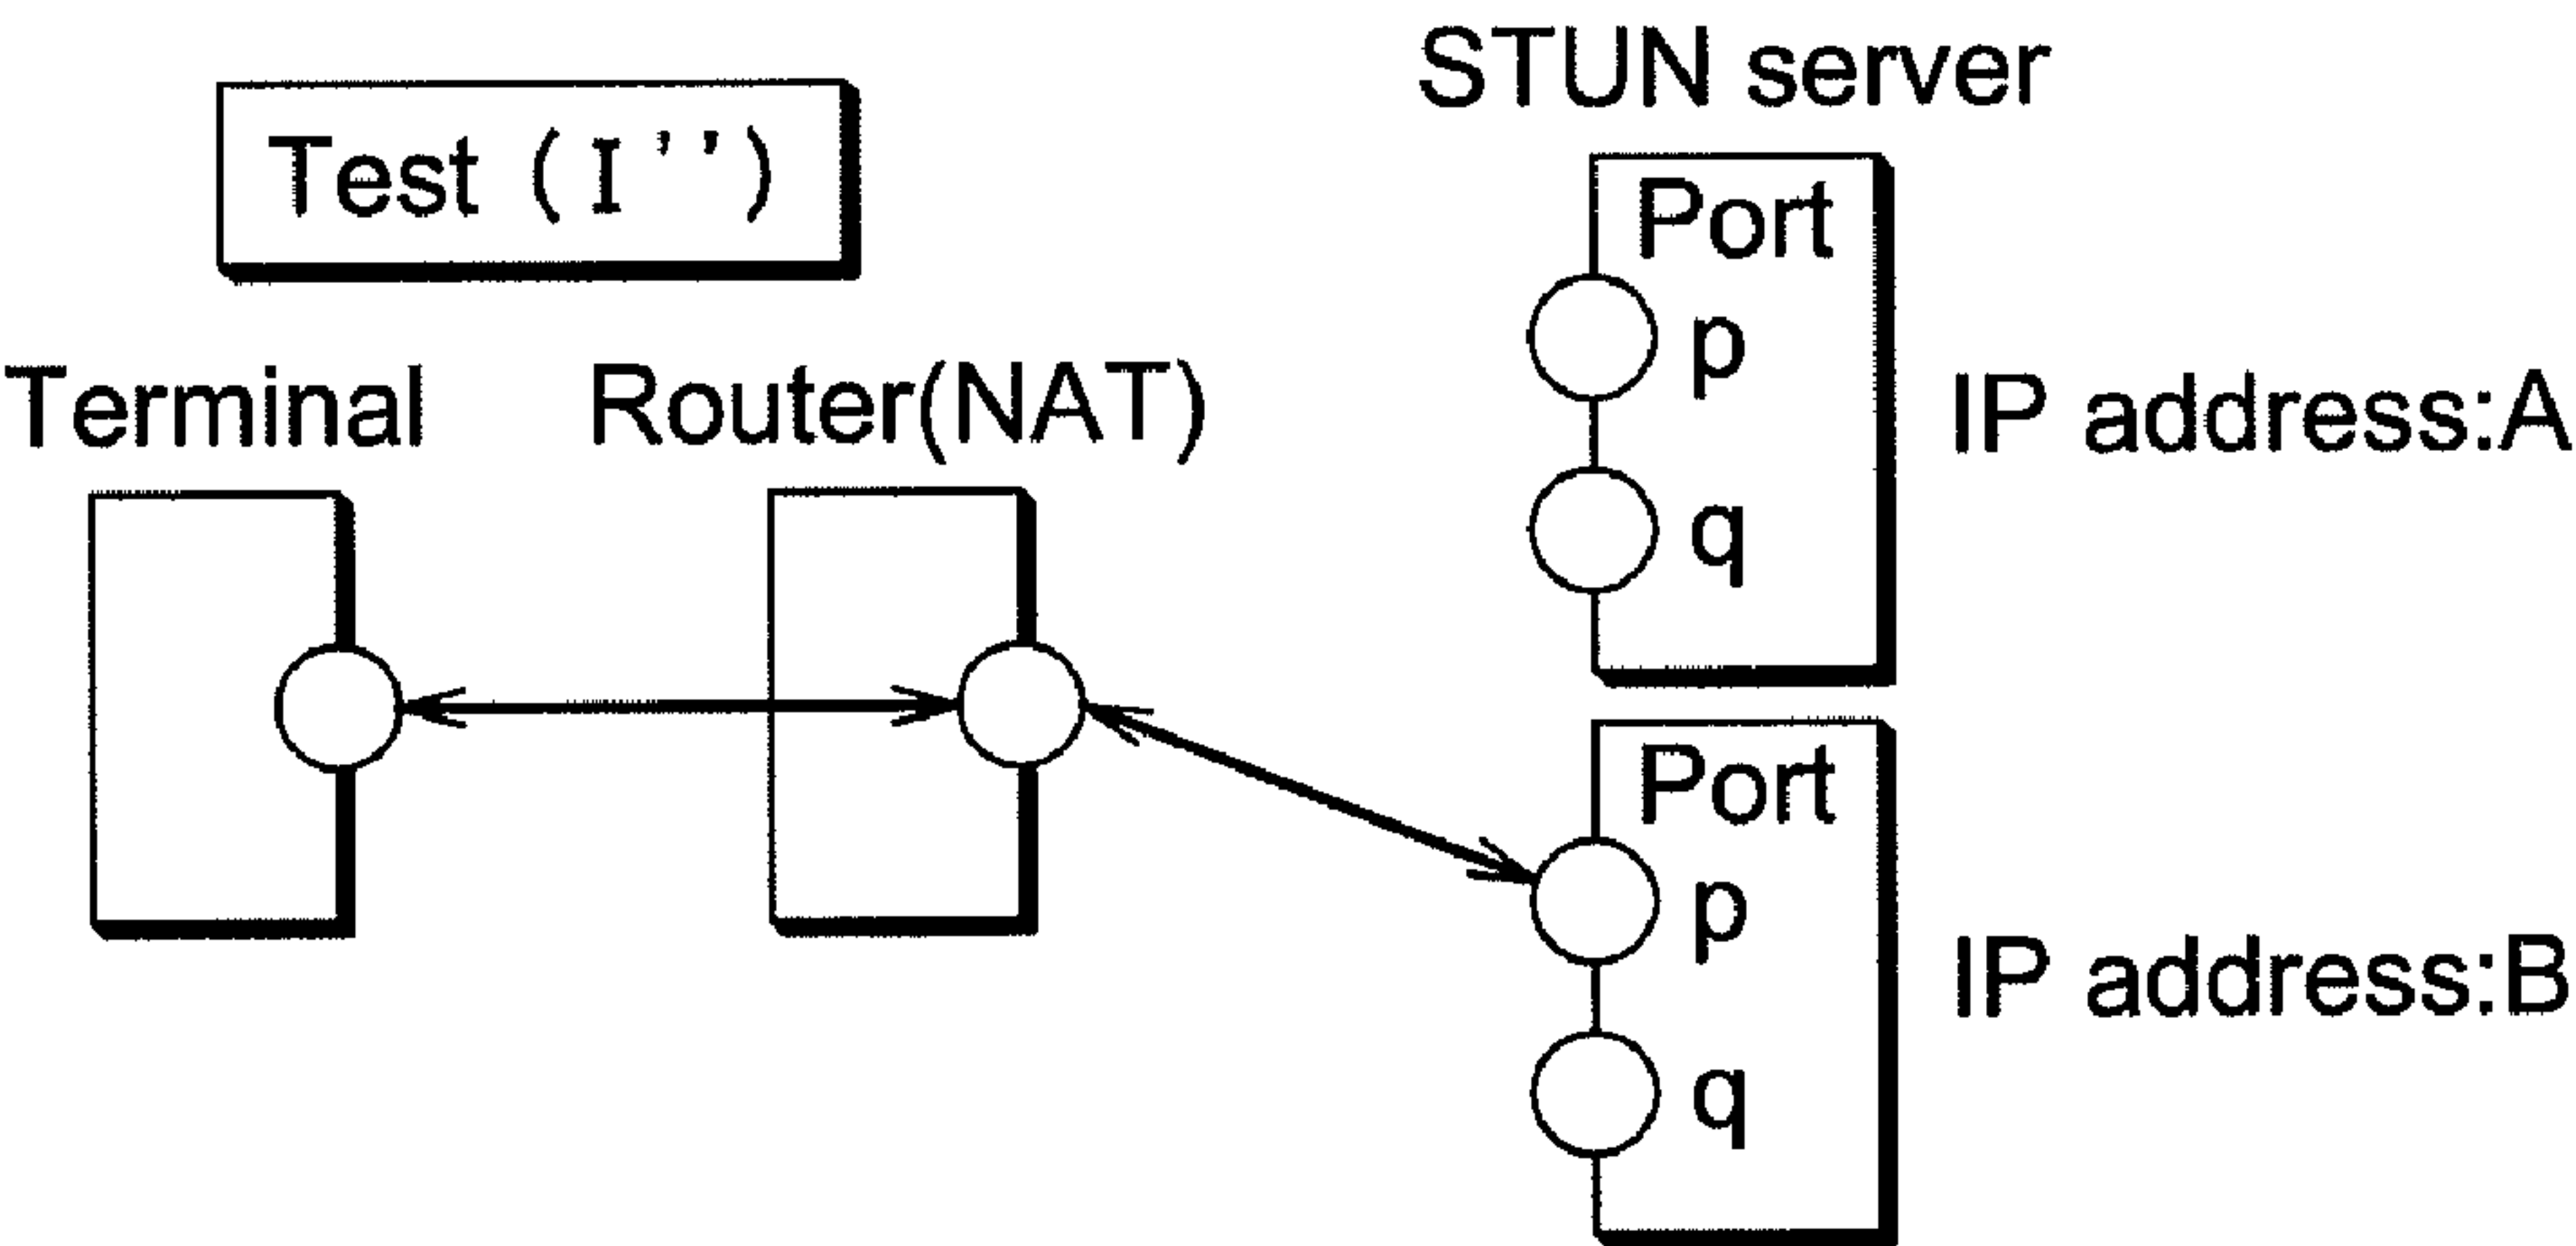 STUN server
Test (I'')
Port
p
Terminal
Router(NAT)
IP address:A
q
Port
p
IP address:B
q